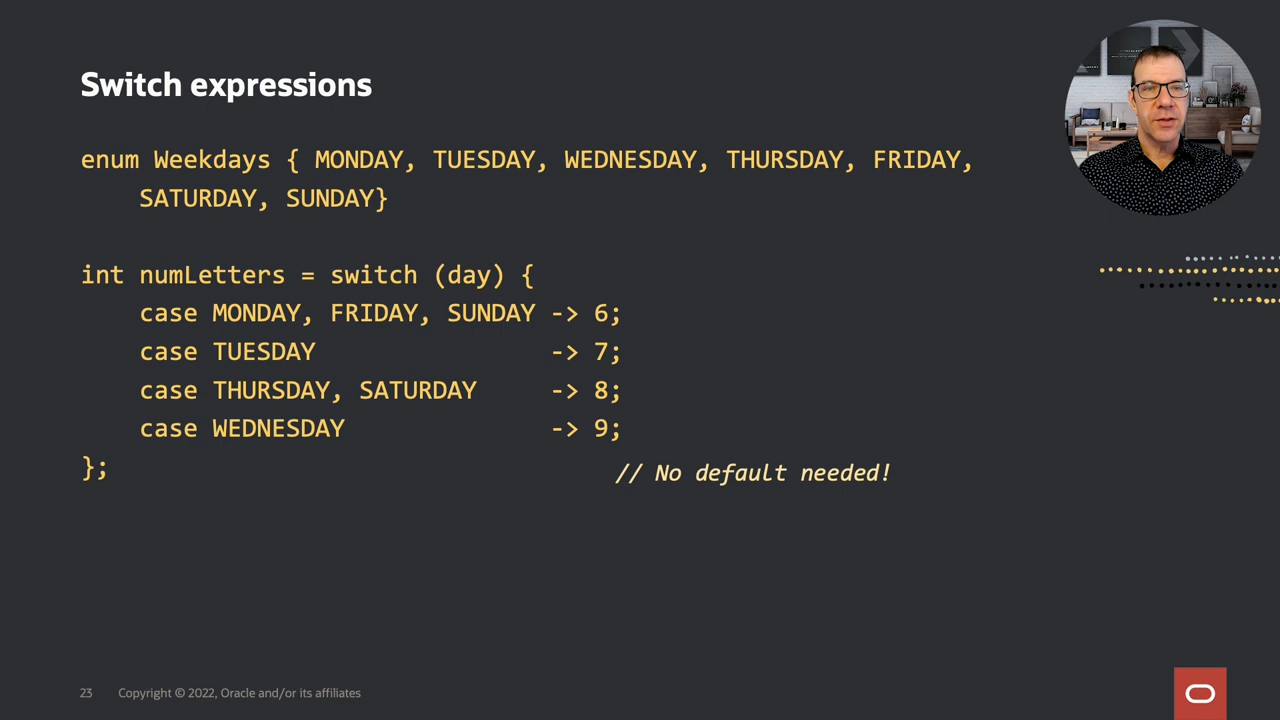 Switch expressions
enum Weekdays { MONDAY, TUESDAY, WEDNESDAY, THURSDAY, FRIDAY,
    SATURDAY, SUNDAY}
int numLetters = switch (day) {
    case MONDAY, FRIDAY, SUNDAY -> 6;
    case TUESDAY                -> 7;
    case THURSDAY, SATURDAY     -> 8;
    case WEDNESDAY              -> 9;
};
// No default needed!
23 Copyright © 2022, Oracle and/or its affiliates